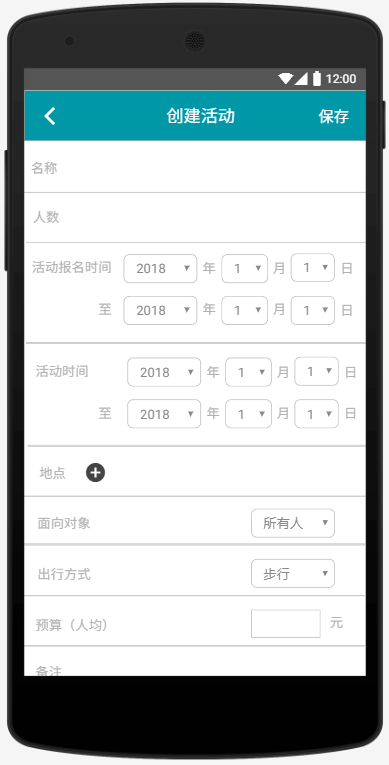 12:00
创建活动 保存
名称
人数
活动报名时间 2018 年 1 月 1 日
至 2018 年 1 月 1 日
活动时间 2018 年 1 月 1 日
至 2018 年 1 月 1 日
地点
面向对象 所有人
出行方式 步行
预算（人均） 元
备注